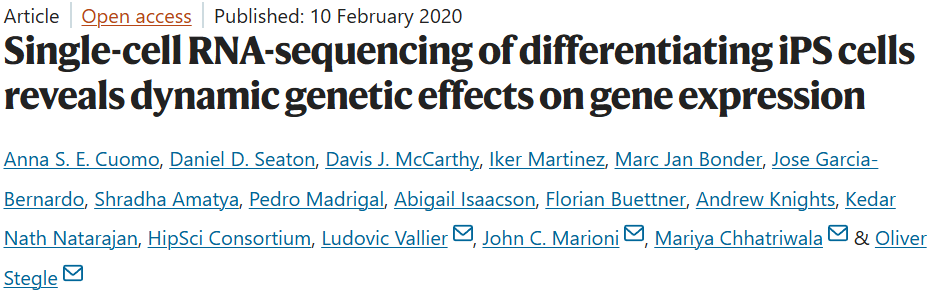 Article | Open access | Published: 10 February 2020
Single-cell RNA-sequencing of differentiating iPS cells
reveals dynamic genetic effects on gene expression
Anna S. E. Cuomo, Daniel D. Seaton, Davis J. McCarthy, Iker Martinez, Marc Jan Bonder, Jose Garcia-
Bernardo, Shradha Amatya, Pedro Madrigal, Abigail Isaacson, Florian Buettner, Andrew Knights, Kedar
Nath Natarajan, HipSci Consortium, Ludovic Vallier, John C. Marioni, Mariya Chhatriwala & Oliver
Stegle